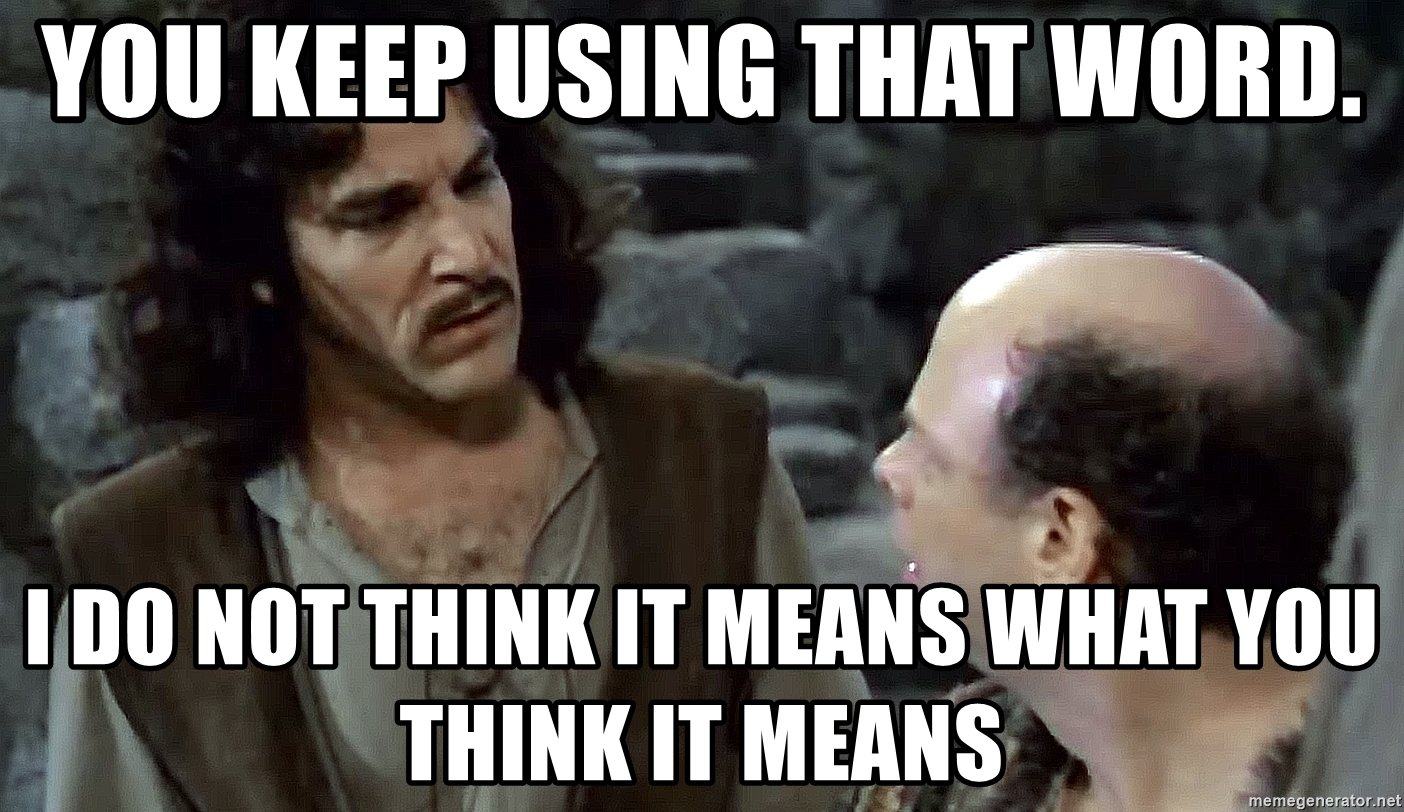 YOU KEEP USING THAT WORD.
I DO NOT THINK IT MEANS WHAT YOU
THINK IT MEANS
memegenerator.net